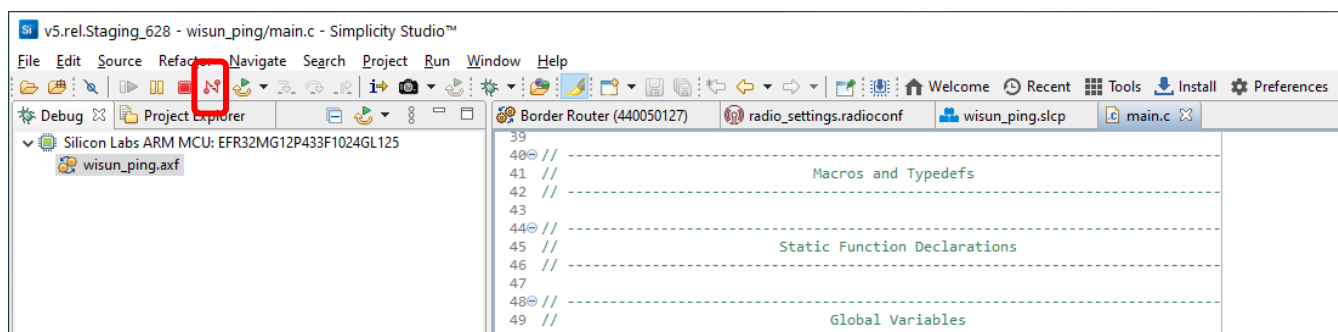 v5.rel.Staging_628 - wisun_ping/main.c - Simplicity Studio™
File Edit Source Refactor Navigate Search Project Run Window Help
Welcome Recent Tools Install Preferences
Debug Project Explorer Border Router (440050127) radio_settings.radioconf wisun_ping.slcp main.c
Silicon Labs ARM MCU: EFR32MG12P433F1024GL125
wisun_ping.axf
39
40 // --------------------------------------------------------------------------
41 // Macros and Typedefs
42 // --------------------------------------------------------------------------
43
44 // --------------------------------------------------------------------------
45 // Static Function Declarations
46 // --------------------------------------------------------------------------
47
48 // --------------------------------------------------------------------------
49 // Global Variables